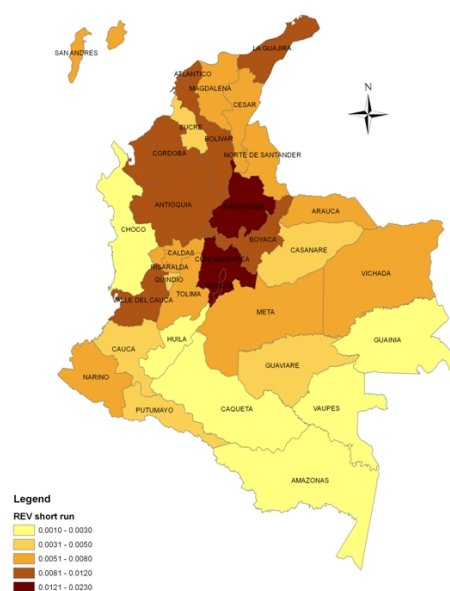 LA GUAJIRA
SAN ANDRES
ATLANTICO
MAGDALENA
CESAR
N
SUCRE
BOLIVAR
CORDOBA
NORTE DE SANTANDER
ANTIOQUIA
SANTANDER
ARAUCA
CHOCO
BOYACA
CALDAS
CASANARE
CUNDINAMARCA
RISARALDA
VICHADA
QUINDIO
VALLE DEL CAUCA
TOLIMA
META
HUILA
GUAINIA
CAUCA
GUAVIARE
NARINO
CAQUETA
VAUPES
PUTUMAYO
AMAZONAS
Legend
REV short run
0.0010 - 0.0030
0.0031 - 0.0050
0.0051 - 0.0080
0.0081 - 0.0120
0.0121 - 0.0230